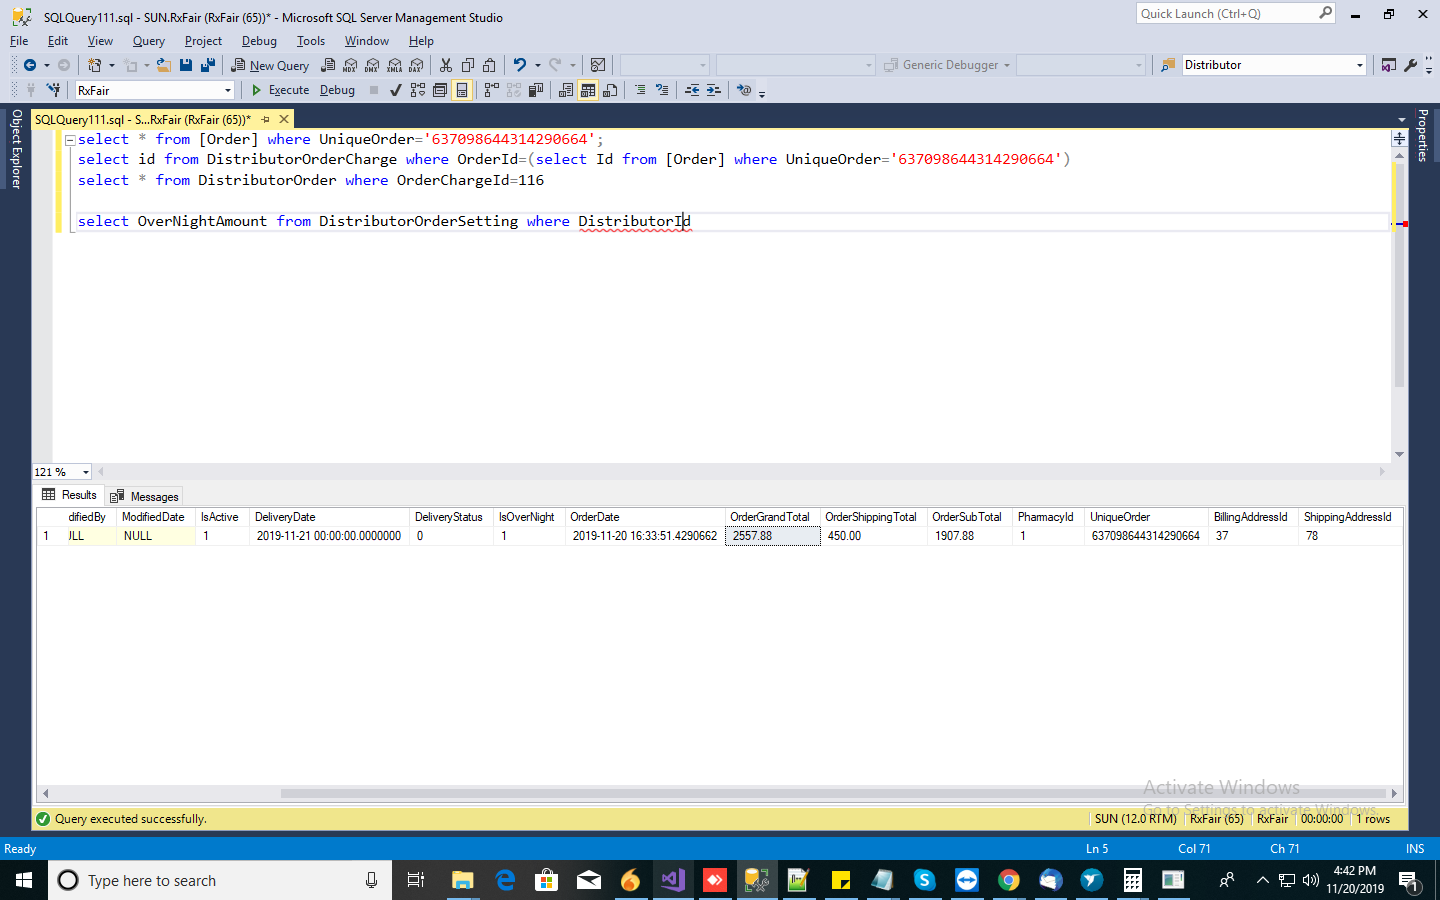 SQLQuery111.sql - SUN.RxFair (RxFair (65))* - Microsoft SQL Server Management Studio
Quick Launch (Ctrl+Q)
File Edit View Query Project Debug Tools Window Help
New Query MDX DMX XMLA DAX Generic Debugger Distributor
RxFair Execute Debug
SQLQuery111.sql - S...RxFair (RxFair (65))*
Object Explorer
Properties
select * from [Order] where UniqueOrder='637098644314290664';
select id from DistributorOrderCharge where OrderId=(select Id from [Order] where UniqueOrder='637098644314290664')
select * from DistributorOrder where OrderChargeId=116
select OverNightAmount from DistributorOrderSetting where DistributorId
121 %
Results Messages
difiedBy ModifiedDate IsActive DeliveryDate DeliveryStatus IsOverNight OrderDate OrderGrandTotal OrderShippingTotal OrderSubTotal PharmacyId UniqueOrder BillingAddressId ShippingAddressId
1 JLL NULL 1 2019-11-21 00:00:00.0000000 0 1 2019-11-20 16:33:51.4290662 2557.88 450.00 1907.88 1 637098644314290664 37 78
Activate Windows
Go to Settings to activate Windows.
Query executed successfully. SUN (12.0 RTM) RxFair (65) RxFair 00:00:00 1 rows
Ready Ln 5 Col 71 Ch 71 INS
Type here to search
4:42 PM
11/20/2019
1